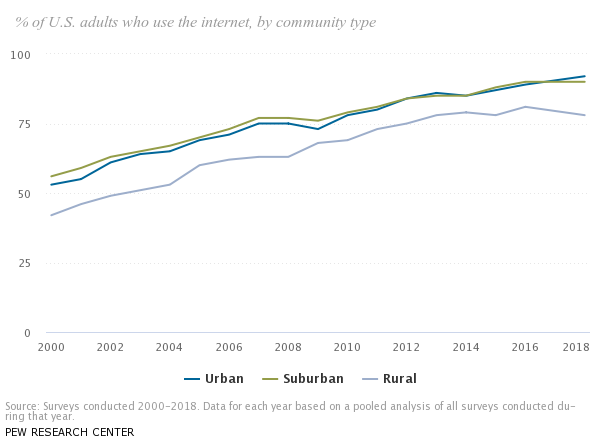 % of U.S. adults who use the internet, by community type
100
75
50
25
0
2000 2002 2004 2006 2008 2010 2012 2014 2016 2018
Urban Suburban Rural
Source: Surveys conducted 2000-2018. Data for each year based on a pooled analysis of all surveys conducted du-
ring that year.
PEW RESEARCH CENTER